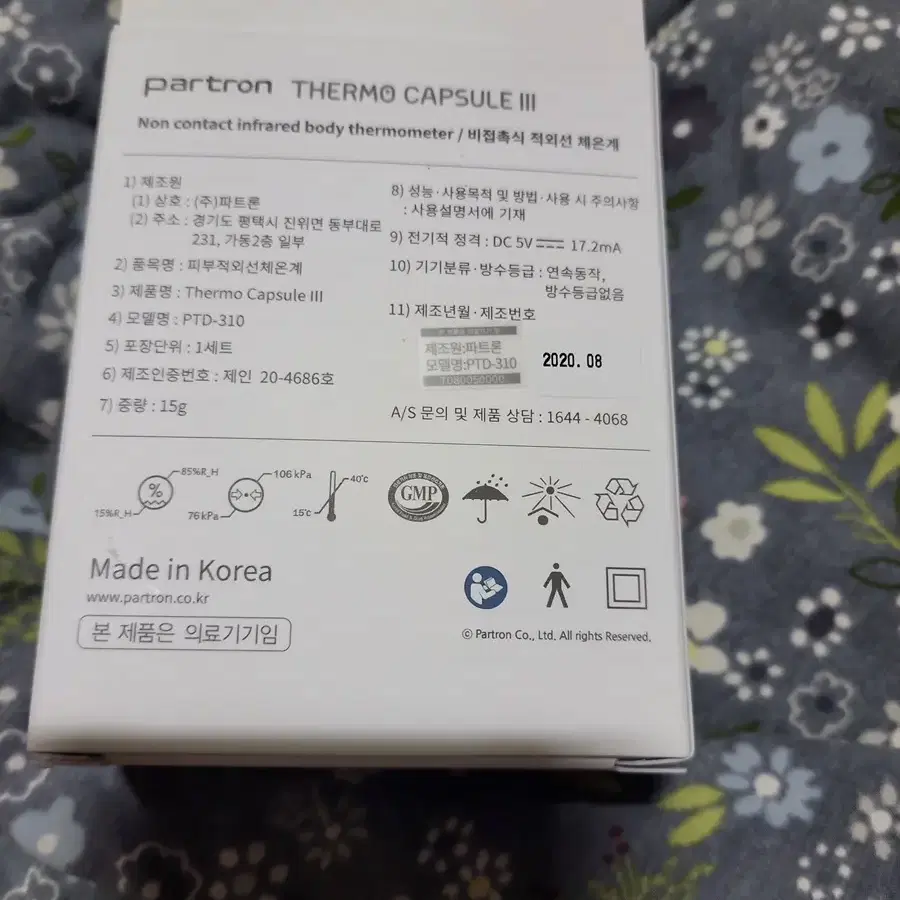 partron THERMO CAPSULE III
Non contact infrared body thermometer / 비접촉식 적외선 체온계
1) 제조원
(1) 상호 : (주)파트론
(2) 주소 : 경기도 평택시 진위면 동부대로
231, 가동2층 일부
2) 품목명 : 피부적외선체온계
3) 제품명 : Thermo Capsule III
4) 모델명 : PTD-310
5) 포장단위 : 1세트
6) 제조인증번호 : 제인 20-4686호
7) 중량 : 15g
8) 성능·사용목적 및 방법·사용 시 주의사항
: 사용설명서에 기재
9) 전기적 정격 : DC 5V 17.2mA
10) 기기분류·방수등급 : 연속동작,
방수등급없음
11) 제조년월·제조번호
제조원:파트론
모델명:PTD-310
T080050000
2020. 08
A/S 문의 및 제품 상담 : 1644 - 4068
85%R_H
%
15%R_H
106 kPa
76 kPa
40℃
15℃
GMP
Made in Korea
www.partron.co.kr
본 제품은 의료기기임
ⓒ Partron Co., Ltd. All rights Reserved.